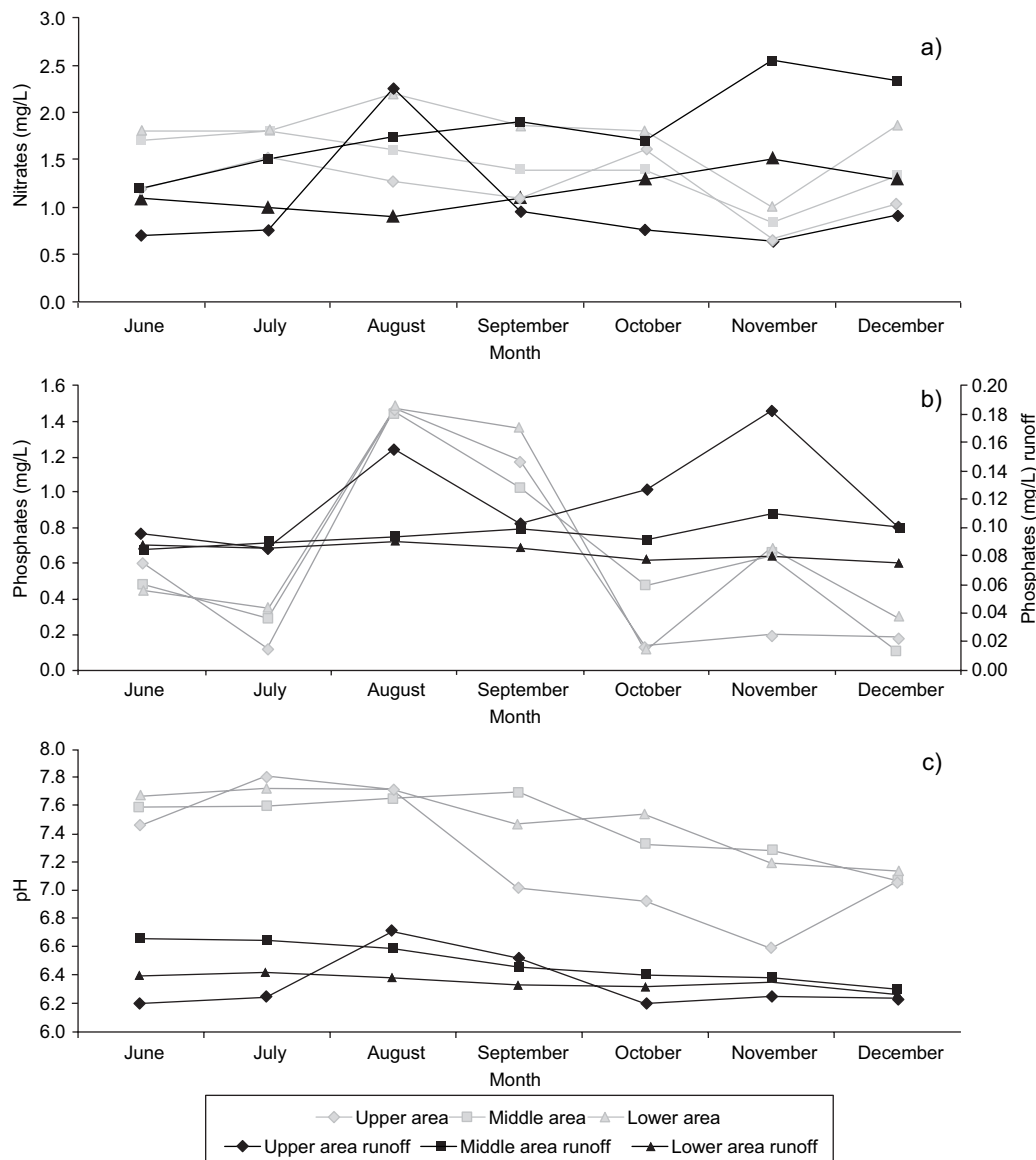 a)
Nitrates (mg/L)
3.0
2.5
2.0
1.5
1.0
0.5
0.0
June July August September October November December
Month
b)
Phosphates (mg/L)
1.6
1.4
1.2
1.0
0.8
0.6
0.4
0.2
0.00
0.20
0.18
0.16
0.14
0.12
0.10
0.08
0.06
0.04
0.02
0.00
Phosphates (mg/L) runoff
June July August September October November December
Month
c)
pH
8.0
7.8
7.6
7.4
7.2
7.0
6.8
6.6
6.4
6.2
6.0
June July August September October November December
Month
Upper area Middle area Lower area
Upper area runoff Middle area runoff Lower area runoff